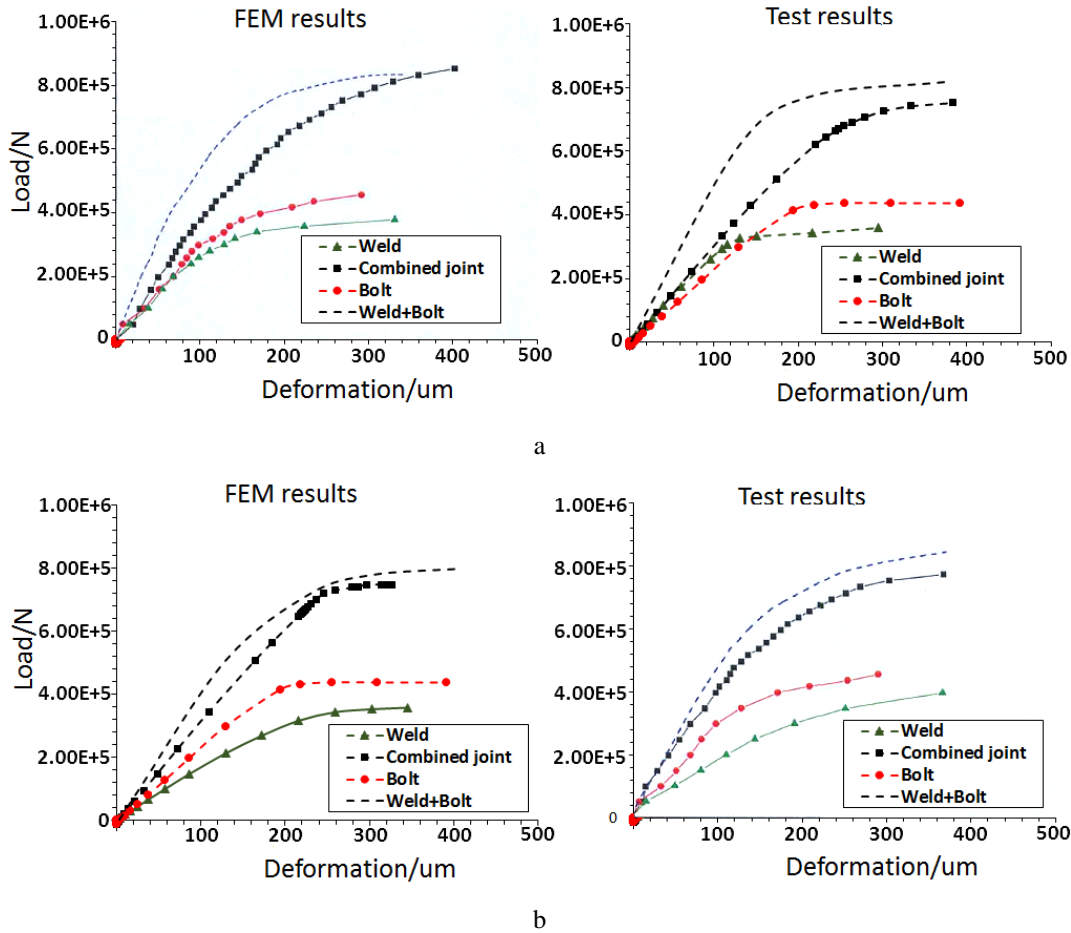 FEM results
Load/N
1.00E+6
8.00E+5
6.00E+5
4.00E+5
2.00E+5
0
100
200
300
400
500
Deformation/um
Weld
Combined joint
Bolt
Weld+Bolt
Test results
1.00E+6
8.00E+5
6.00E+5
4.00E+5
2.00E+5
0
100
200
300
400
500
Deformation/um
Weld
Combined joint
Bolt
Weld+Bolt
a
FEM results
Load/N
1.00E+6
8.00E+5
6.00E+5
4.00E+5
2.00E+5
0
100
200
300
400
500
Deformation/um
Weld
Combined joint
Bolt
Weld+Bolt
Test results
1.00E+6
8.00E+5
6.00E+5
4.00E+5
2.00E+5
0
100
200
300
400
500
Deformation/um
Weld
Combined joint
Bolt
Weld+Bolt
b